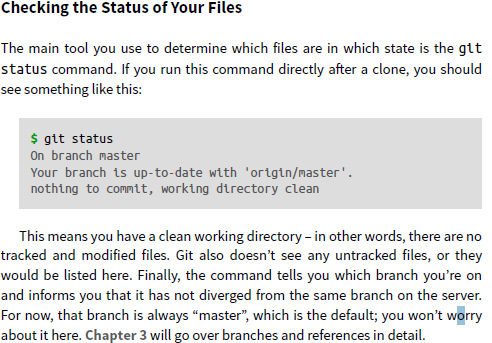 Checking the Status of Your Files
The main tool you use to determine which files are in which state is the git
status command. If you run this command directly after a clone, you should
see something like this:
$ git status
On branch master
Your branch is up-to-date with 'origin/master'.
nothing to commit, working directory clean
This means you have a clean working directory – in other words, there are no
tracked and modified files. Git also doesn’t see any untracked files, or they
would be listed here. Finally, the command tells you which branch you’re on
and informs you that it has not diverged from the same branch on the server.
For now, that branch is always “master”, which is the default; you won’t worry
about it here. Chapter 3 will go over branches and references in detail.